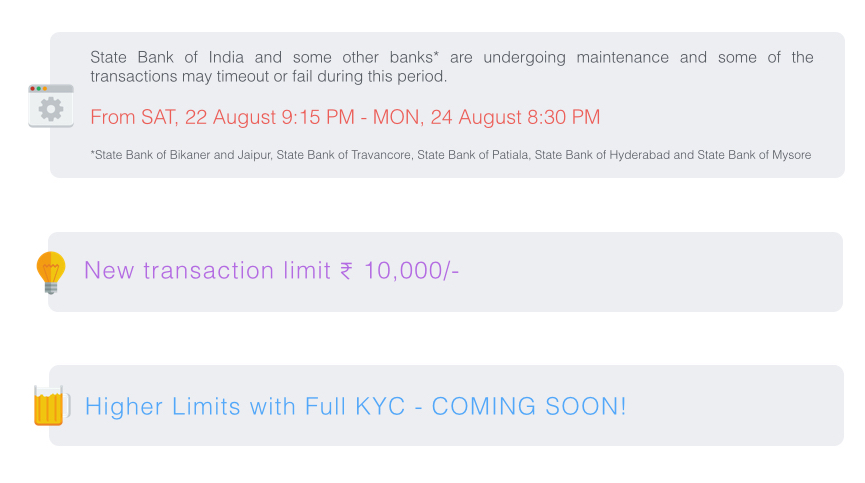 State Bank of India and some other banks* are undergoing maintenance and some of the
transactions may timeout or fail during this period.
From SAT, 22 August 9:15 PM - MON, 24 August 8:30 PM
*State Bank of Bikaner and Jaipur, State Bank of Travancore, State Bank of Patiala, State Bank of Hyderabad and State Bank of Mysore
New transaction limit ₹ 10,000/-
Higher Limits with Full KYC - COMING SOON!